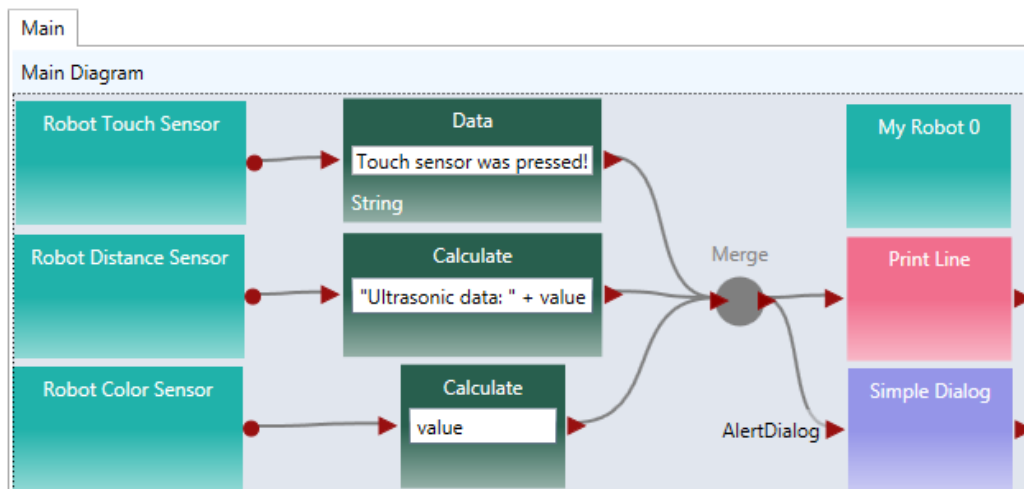 Main
Main Diagram
Robot Touch Sensor
Data
Touch sensor was pressed!
String
My Robot 0
Robot Distance Sensor
Calculate
"Ultrasonic data: " + value
Merge
Print Line
Robot Color Sensor
Calculate
value
AlertDialog
Simple Dialog